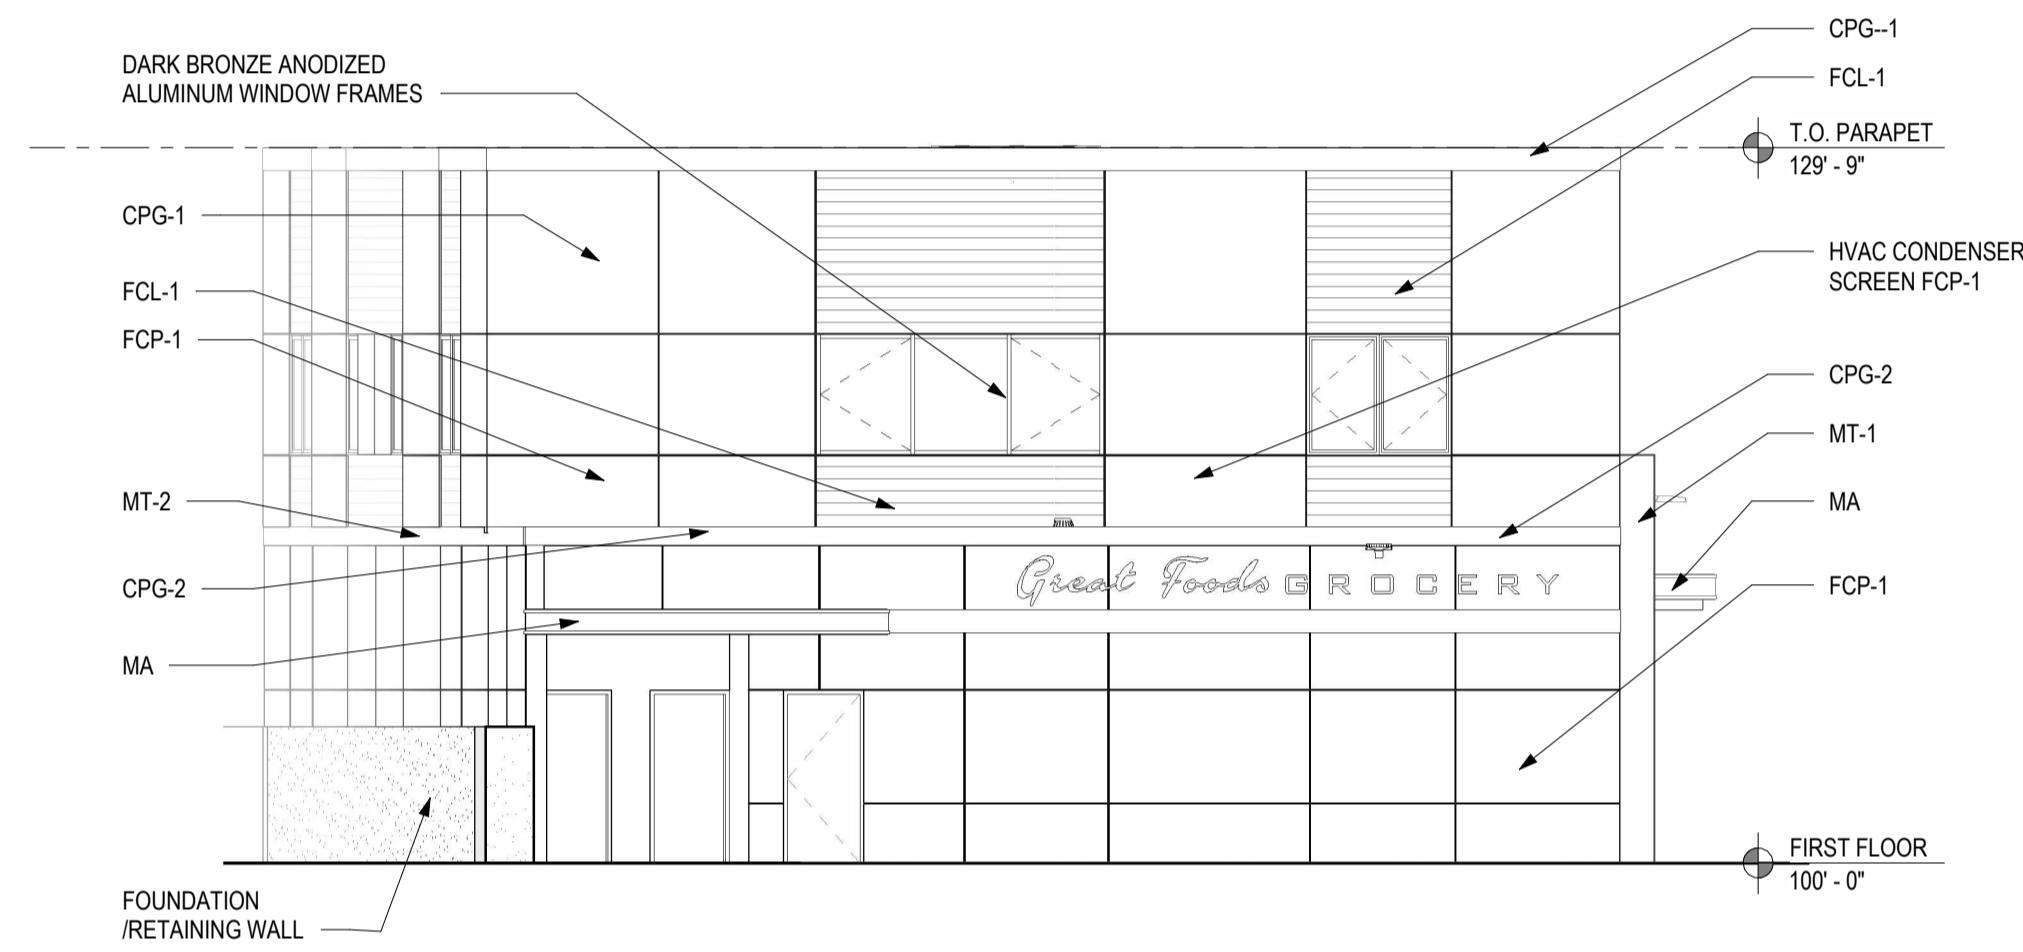 DARK BRONZE ANODIZED
ALUMINUM WINDOW FRAMES
CPG-1
FCL-1
FCP-1
MT-2
CPG-2
MA
FOUNDATION
/RETAINING WALL
Great Foods GROCERY
CPG--1
FCL-1
T.O. PARAPET
129' - 9"
HVAC CONDENSER
SCREEN FCP-1
CPG-2
MT-1
MA
FCP-1
FIRST FLOOR
100' - 0"